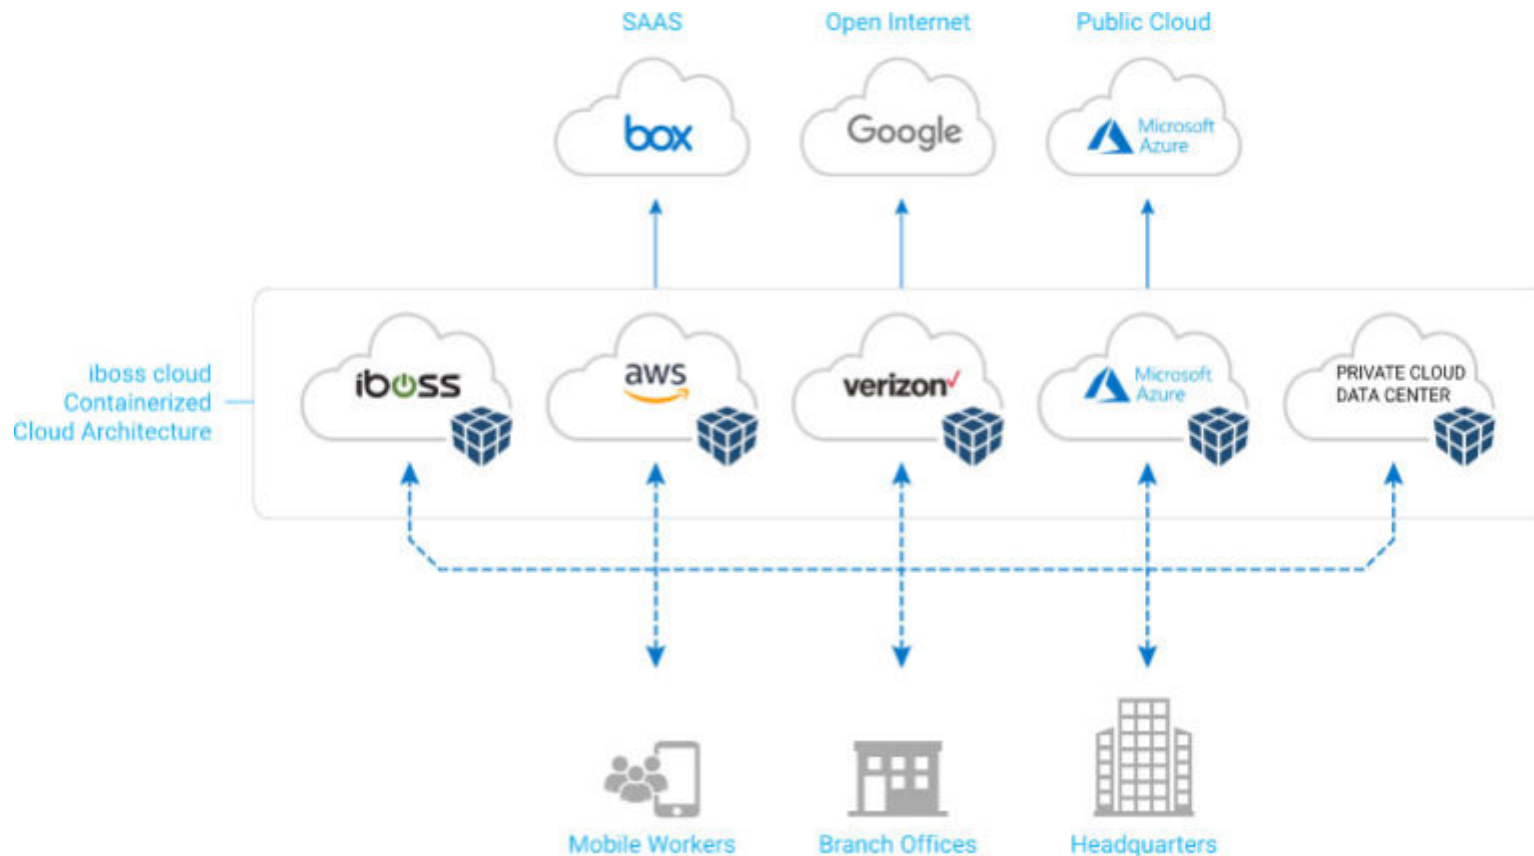 SAAS
Open Internet
Public Cloud
box
Google
Microsoft
Azure
iboss cloud
Containerized
Cloud Architecture
iboss
aws
verizon
Microsoft
Azure
PRIVATE CLOUD
DATA CENTER
Mobile Workers
Branch Offices
Headquarters